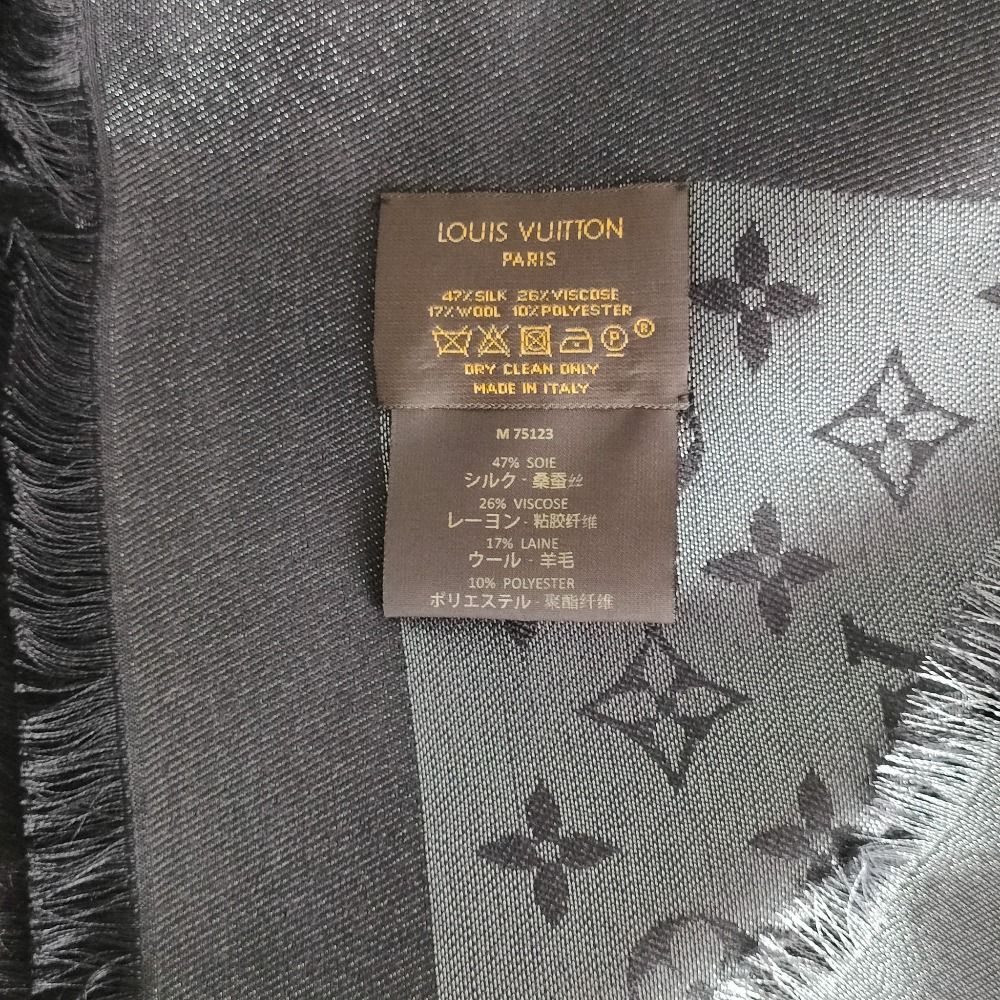 LOUIS VUITTON
PARIS
47% SILK 26% VISCOSE
17% WOOL 10% POLYESTER
P ®
DRY CLEAN ONLY
MADE IN ITALY
M 75123
47% SOIE
シルク - 桑蚕丝
26% VISCOSE
レーヨン - 粘胶纤维
17% LAINE
ウール - 羊毛
10% POLYESTER
ポリエステル - 聚酯纤维